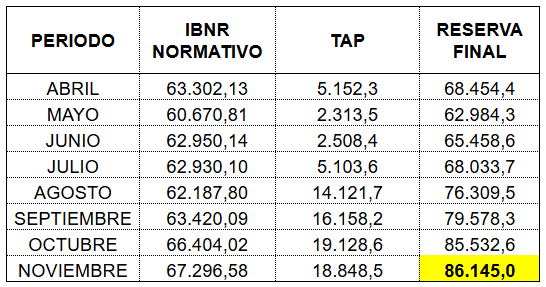 PERIODO IBNR NORMATIVO TAP RESERVA FINAL
ABRIL 63.302,13 5.152,3 68.454,4
MAYO 60.670,81 2.313,5 62.984,3
JUNIO 62.950,14 2.508,4 65.458,6
JULIO 62.930,10 5.103,6 68.033,7
AGOSTO 62.187,80 14.121,7 76.309,5
SEPTIEMBRE 63.420,09 16.158,2 79.578,3
OCTUBRE 66.404,02 19.128,6 85.532,6
NOVIEMBRE 67.296,58 18.848,5 86.145,0